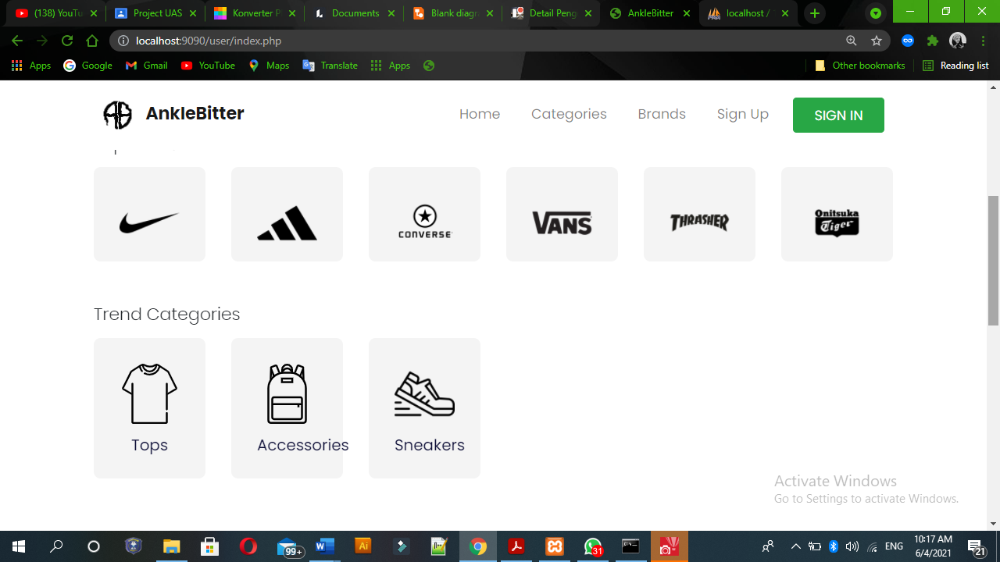 (138) YouTu
Project UAS
Konverter P
Documents
Blank diagr
Detail Peng
AnkleBitter
localhost /
localhost:9090/user/index.php
Apps
Google
Gmail
YouTube
Maps
Translate
Apps
Other bookmarks
Reading list
AnkleBitter
Home
Categories
Brands
Sign Up
SIGN IN
CONVERSE
VANS
THRASHER
Onitsuka
Tiger
Trend Categories
Tops
Accessories
Sneakers
Activate Windows
Go to Settings to activate Windows.
99+
Ai
31
ENG
10:17 AM
6/4/2021
21